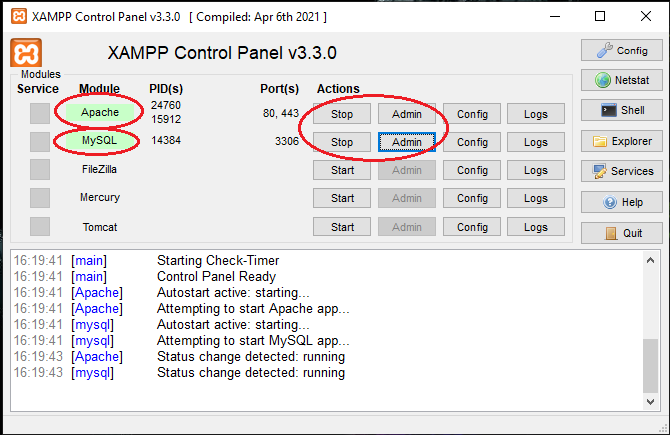 XAMPP Control Panel v3.3.0 [ Compiled: Apr 6th 2021 ]
XAMPP Control Panel v3.3.0
Config
Modules
Service Module PID(s) Port(s) Actions
Netstat
Apache 24760 15912 80, 443 Stop Admin Config Logs
Shell
MySQL 14384 3306 Stop Admin Config Logs
Explorer
FileZilla Start Admin Config Logs
Services
Mercury Start Admin Config Logs
Help
Tomcat Start Admin Config Logs
Quit
16:19:41 [main] Starting Check-Timer
16:19:41 [main] Control Panel Ready
16:19:41 [Apache] Autostart active: starting...
16:19:41 [Apache] Attempting to start Apache app...
16:19:41 [mysql] Autostart active: starting...
16:19:41 [mysql] Attempting to start MySQL app...
16:19:43 [Apache] Status change detected: running
16:19:43 [mysql] Status change detected: running